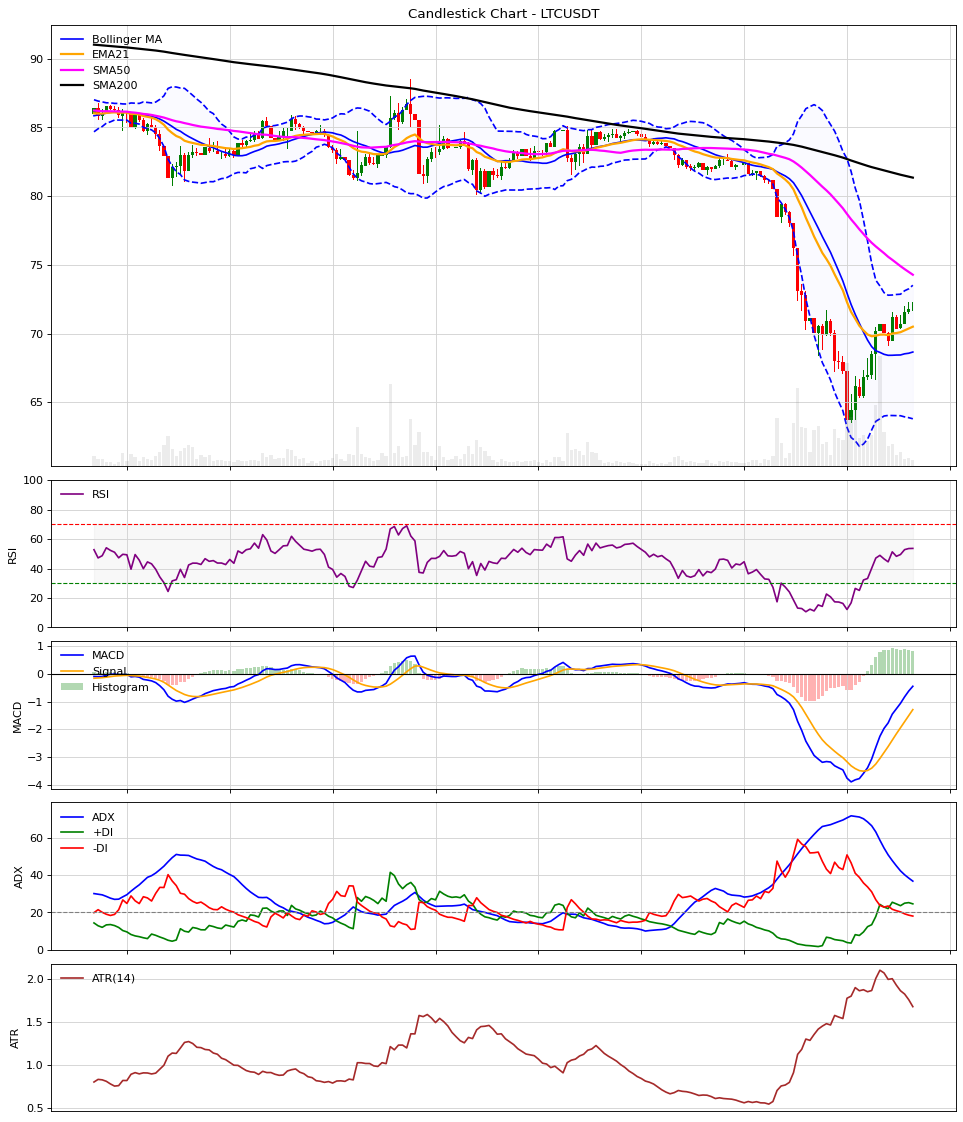 Candlestick Chart - LTCUSDT
Bollinger MA
EMA21
SMA50
SMA200
90
85
80
75
70
65
RSI
100
80
60
40
20
0
RSI
MACD
Signal
Histogram
1
0
−1
−2
−3
−4
MACD
ADX
+DI
-DI
60
40
20
0
ADX
ATR(14)
2.0
1.5
1.0
0.5
ATR